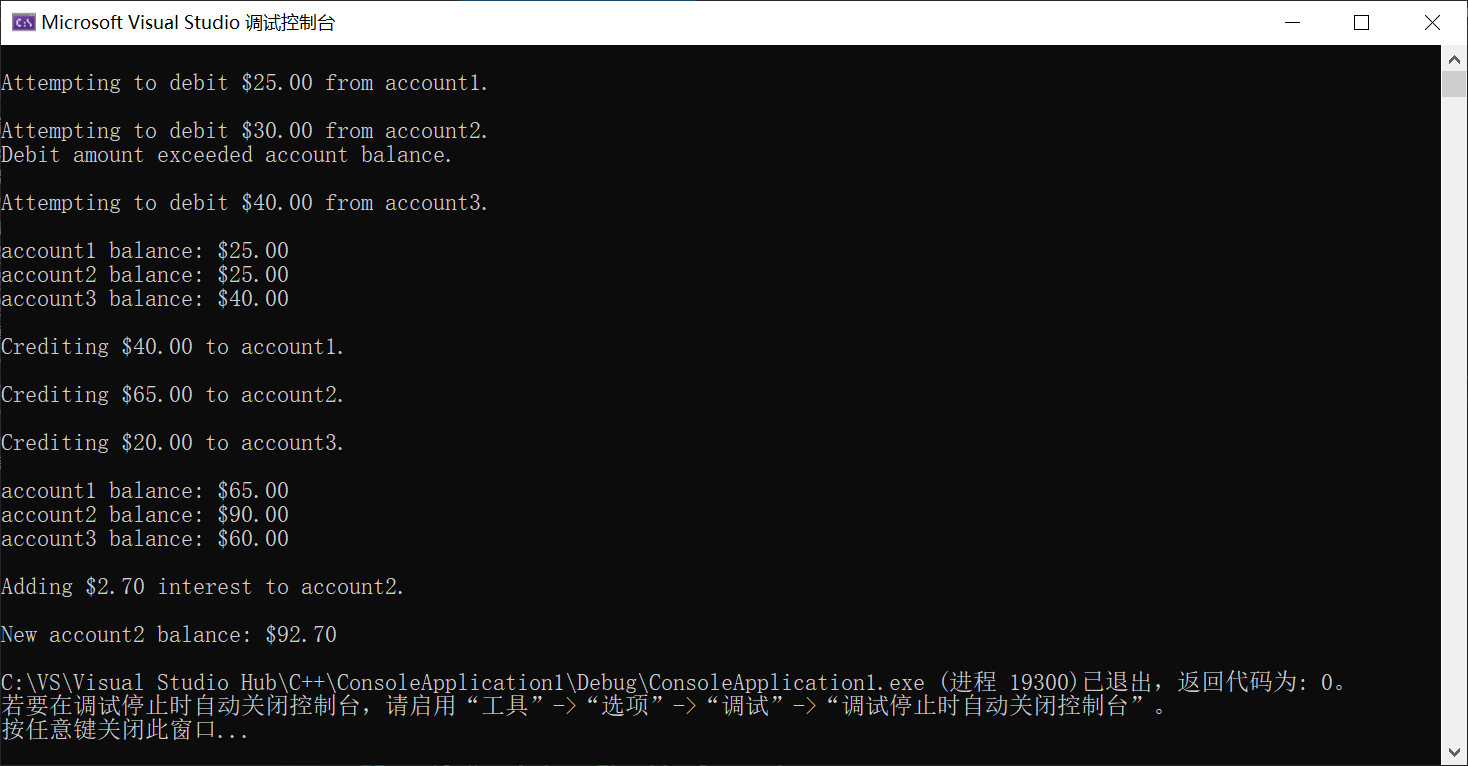 Microsoft Visual Studio 调试控制台
Attempting to debit $25.00 from account1.
Attempting to debit $30.00 from account2.
Debit amount exceeded account balance.
Attempting to debit $40.00 from account3.
account1 balance: $25.00
account2 balance: $25.00
account3 balance: $40.00
Crediting $40.00 to account1.
Crediting $65.00 to account2.
Crediting $20.00 to account3.
account1 balance: $65.00
account2 balance: $90.00
account3 balance: $60.00
Adding $2.70 interest to account2.
New account2 balance: $92.70
C:\VS\Visual Studio Hub\C++\ConsoleApplication1\Debug\ConsoleApplication1.exe (进程 19300)已退出，返回代码为: 0。
若要在调试停止时自动关闭控制台，请启用“工具”->“选项”->“调试”->“调试停止时自动关闭控制台”。
按任意键关闭此窗口...